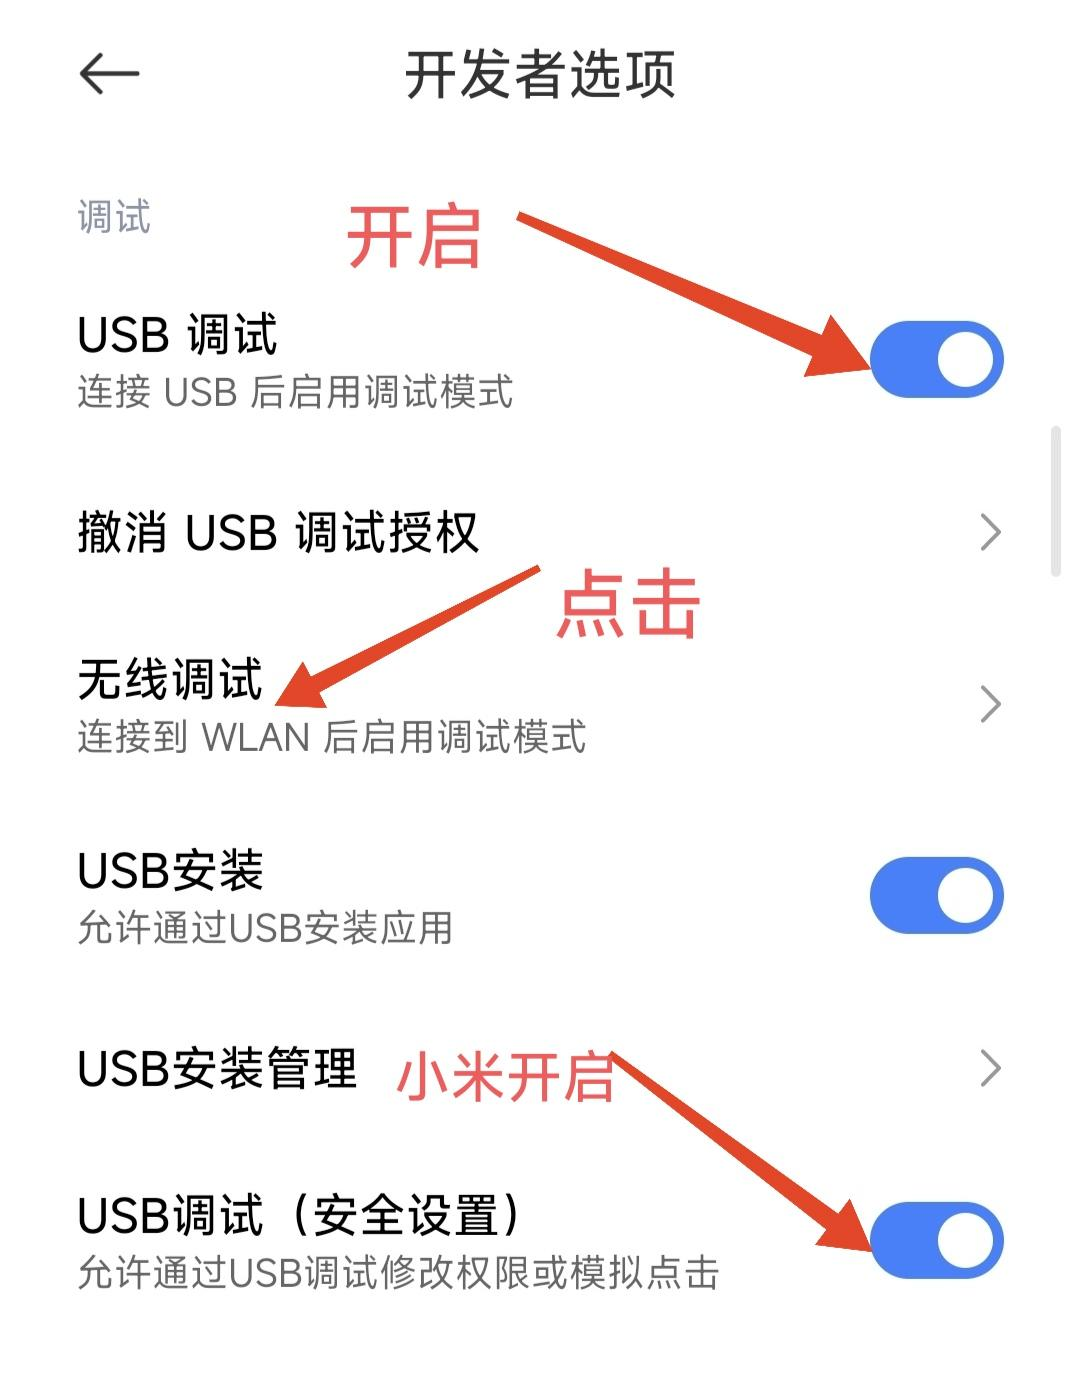 开发者选项
调试
开启
USB 调试
连接 USB 后启用调试模式
撤消 USB 调试授权
点击
无线调试
连接到 WLAN 后启用调试模式
USB安装
允许通过USB安装应用
USB安装管理
小米开启
USB调试（安全设置）
允许通过USB调试修改权限或模拟点击